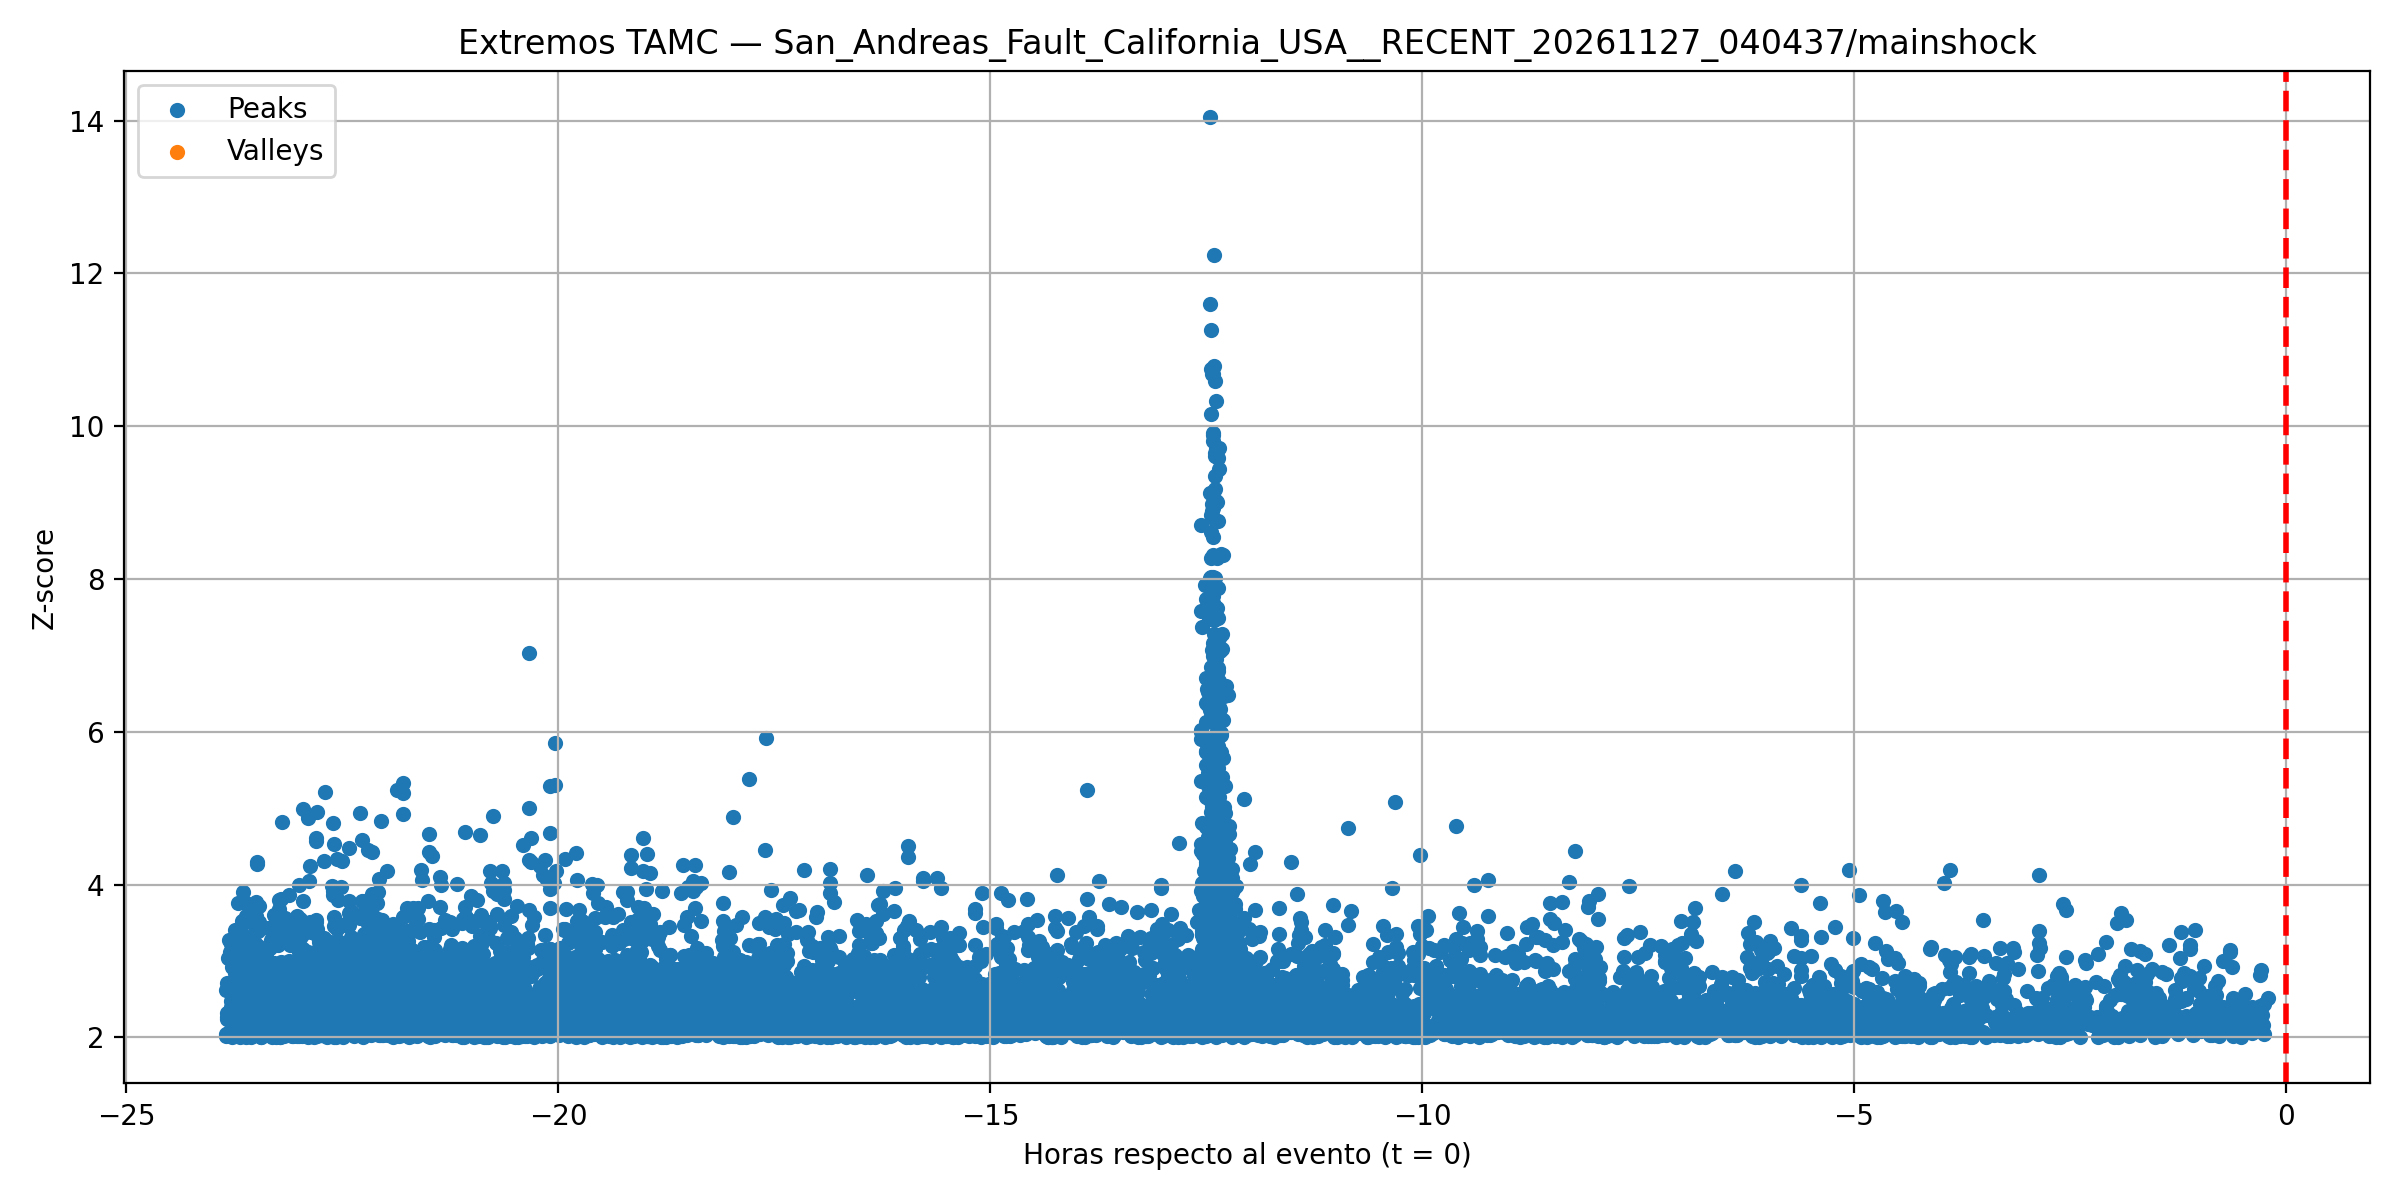 Extremos TAMC — San_Andreas_Fault_California_USA__RECENT_20261127_040437/mainshock
Peaks
Valleys
Z-score
14
12
10
8
6
4
2
−25
−20
−15
−10
−5
0
Horas respecto al evento (t = 0)